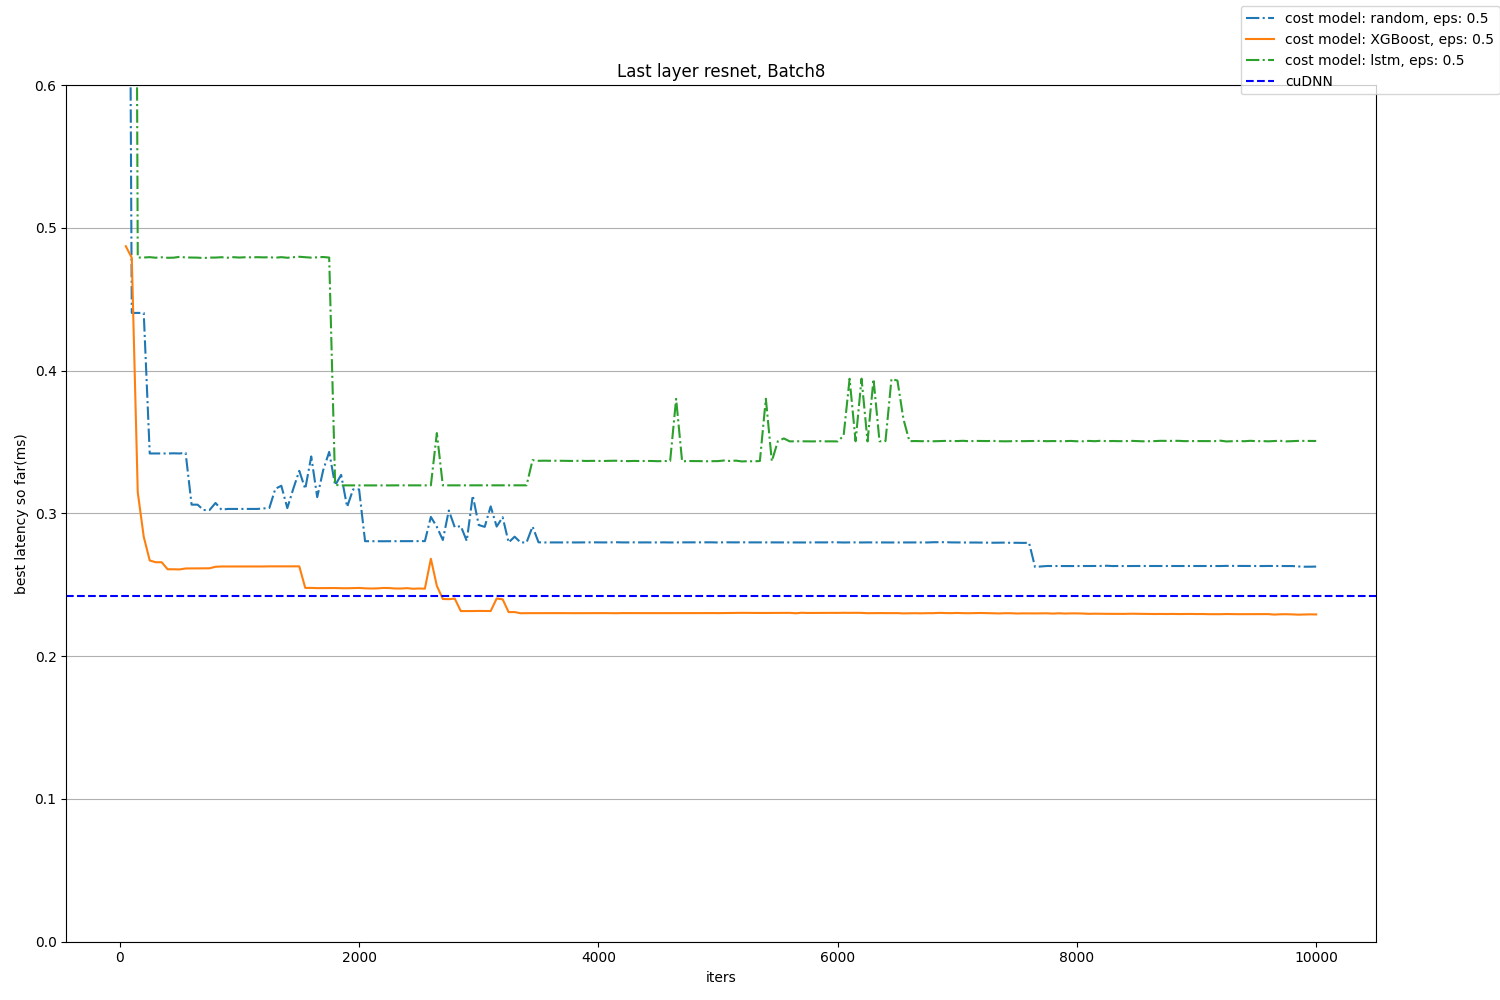 cost model: random, eps: 0.5
cost model: XGBoost, eps: 0.5
cost model: lstm, eps: 0.5
cuDNN
Last layer resnet, Batch8
0.6
0.5
0.4
0.3
0.2
0.1
0.0
best latency so far(ms)
0 2000 4000 6000 8000 10000
iters